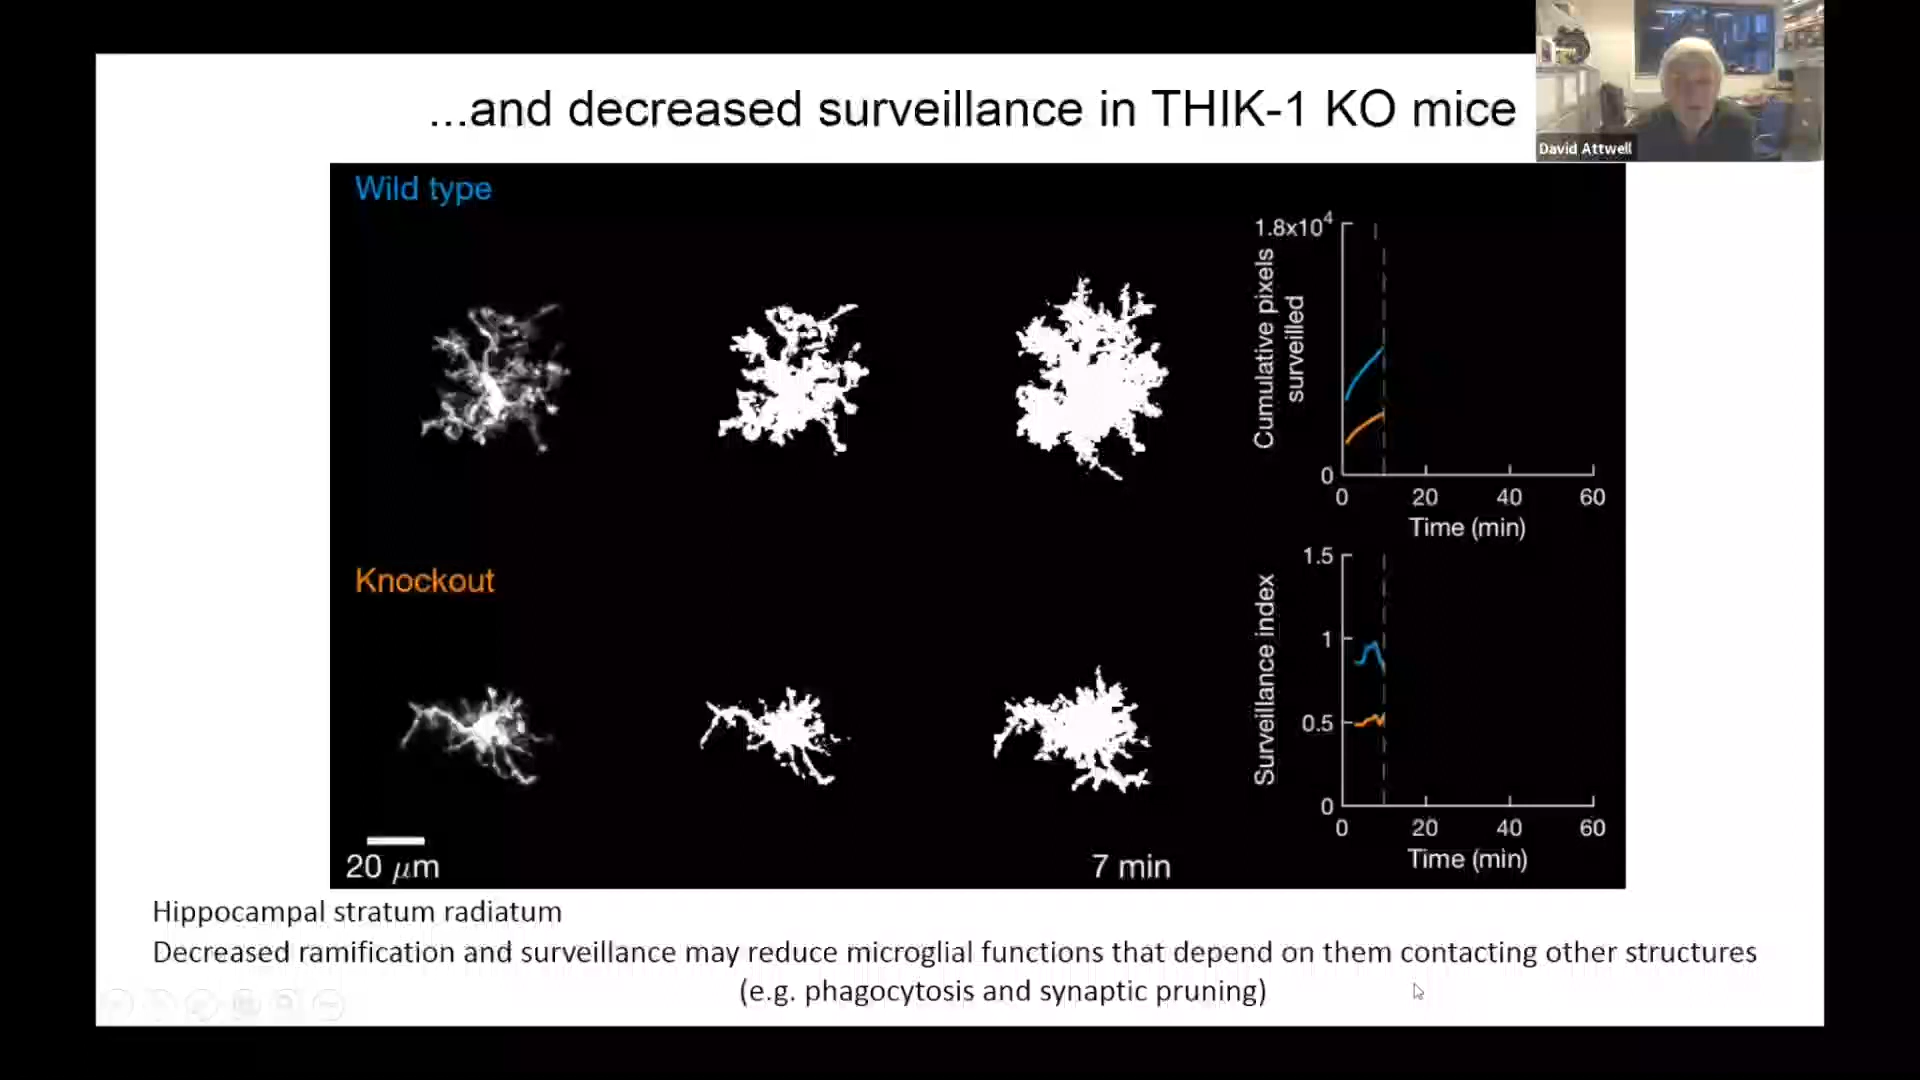 ...and decreased surveillance in THIK-1 KO mice
David Attwell
Wild type
1.8x10⁴
Cumulative pixels
surveilled
0
0 20 40 60
Time (min)
Knockout
1.5
1
0.5
0
Surveillance index
0 20 40 60
Time (min)
20 μm
7 min
Hippocampal stratum radiatum
Decreased ramification and surveillance may reduce microglial functions that depend on them contacting other structures
(e.g. phagocytosis and synaptic pruning)